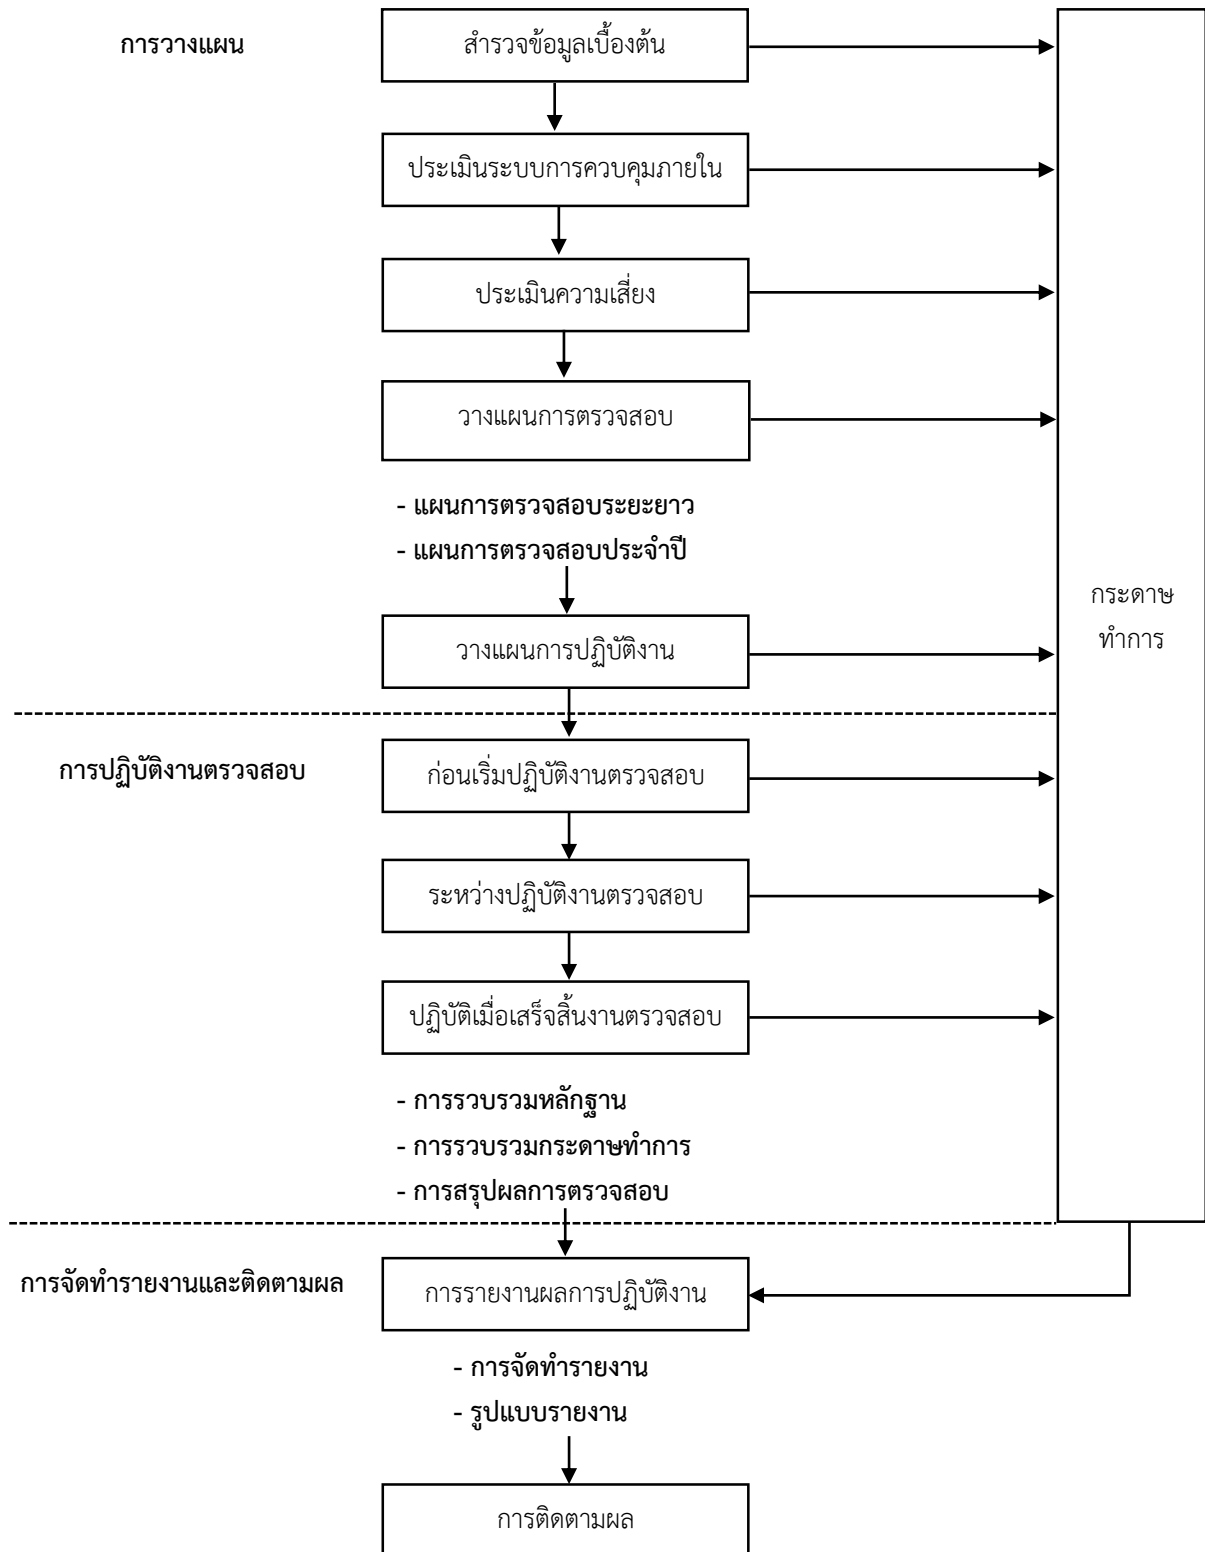 การวางแผน
สำรวจข้อมูลเบื้องต้น
ประเมินระบบการควบคุมภายใน
ประเมินความเสี่ยง
วางแผนการตรวจสอบ
- แผนการตรวจสอบระยะยาว
- แผนการตรวจสอบประจำปี
วางแผนการปฏิบัติงาน
กระดาษ
ทำการ
การปฏิบัติงานตรวจสอบ
ก่อนเริ่มปฏิบัติงานตรวจสอบ
ระหว่างปฏิบัติงานตรวจสอบ
ปฏิบัติเมื่อเสร็จสิ้นงานตรวจสอบ
- การรวบรวมหลักฐาน
- การรวบรวมกระดาษทำการ
- การสรุปผลการตรวจสอบ
การจัดทำรายงานและติดตามผล
การรายงานผลการปฏิบัติงาน
- การจัดทำรายงาน
- รูปแบบรายงาน
การติดตามผล